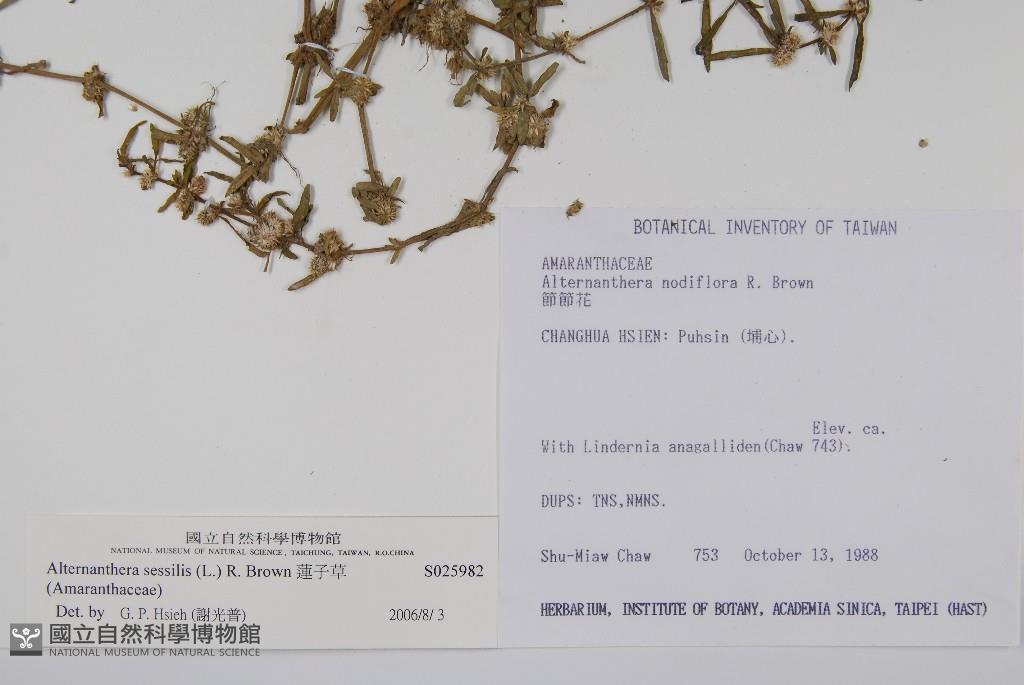 BOTANICAL INVENTORY OF TAIWAN
AMARANTHACEAE
Alternanthera nodiflora R. Brown
節節花
CHANGHUA HSIEN: Puhsin (埔心).
Elev. ca.
With Lindernia anagalliden(Chaw 743).
DUPS: TNS,NMNS.
Shu-Miaw Chaw 753 October 13, 1988
HERBARIUM, INSTITUTE OF BOTANY, ACADEMIA SINICA, TAIPEI (HAST)
國立自然科學博物館
NATIONAL MUSEUM OF NATURAL SCIENCE, TAICHUNG, TAIWAN, R.O.CHINA
Alternanthera sessilis (L.) R. Brown 蓮子草 S025982
(Amaranthaceae)
Det. by G. P. Hsieh (謝光普) 2006/8/ 3
國立自然科學博物館
NATIONAL MUSEUM OF NATURAL SCIENCE